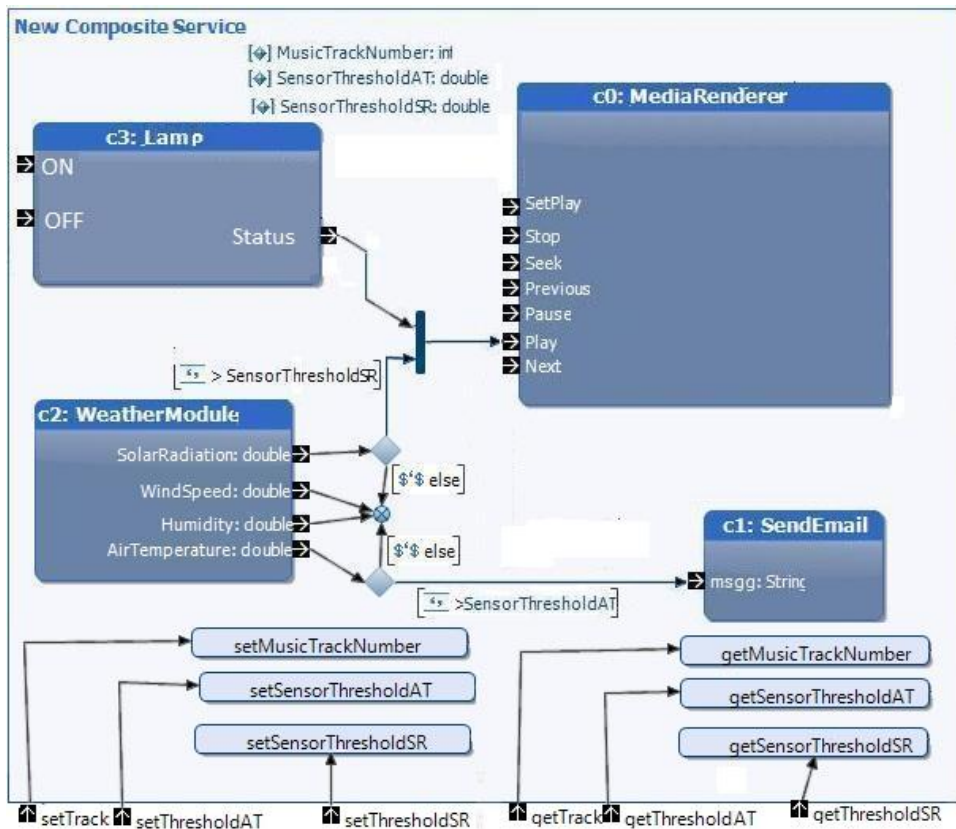 New Composite Service
MusicTrackNumber: int
SensorThresholdAT: double
SensorThresholdSR: double
c3: Lamp
ON
OFF
Status
c0: MediaRenderer
SetPlay
Stop
Seek
Previous
Pause
Play
Next
> SensorThresholdSR
c2: WeatherModule
SolarRadiation: double
WindSpeed: double
Humidity: double
AirTemperature: double
$'$ else
$'$ else
>SensorThresholdAT
c1: SendEmail
msgg: String
setMusicTrackNumber
setSensorThresholdAT
setSensorThresholdSR
getMusicTrackNumber
getSensorThresholdAT
getSensorThresholdSR
setTrack
setThresholdAT
setThresholdSR
getTrack
getThresholdAT
getThresholdSR